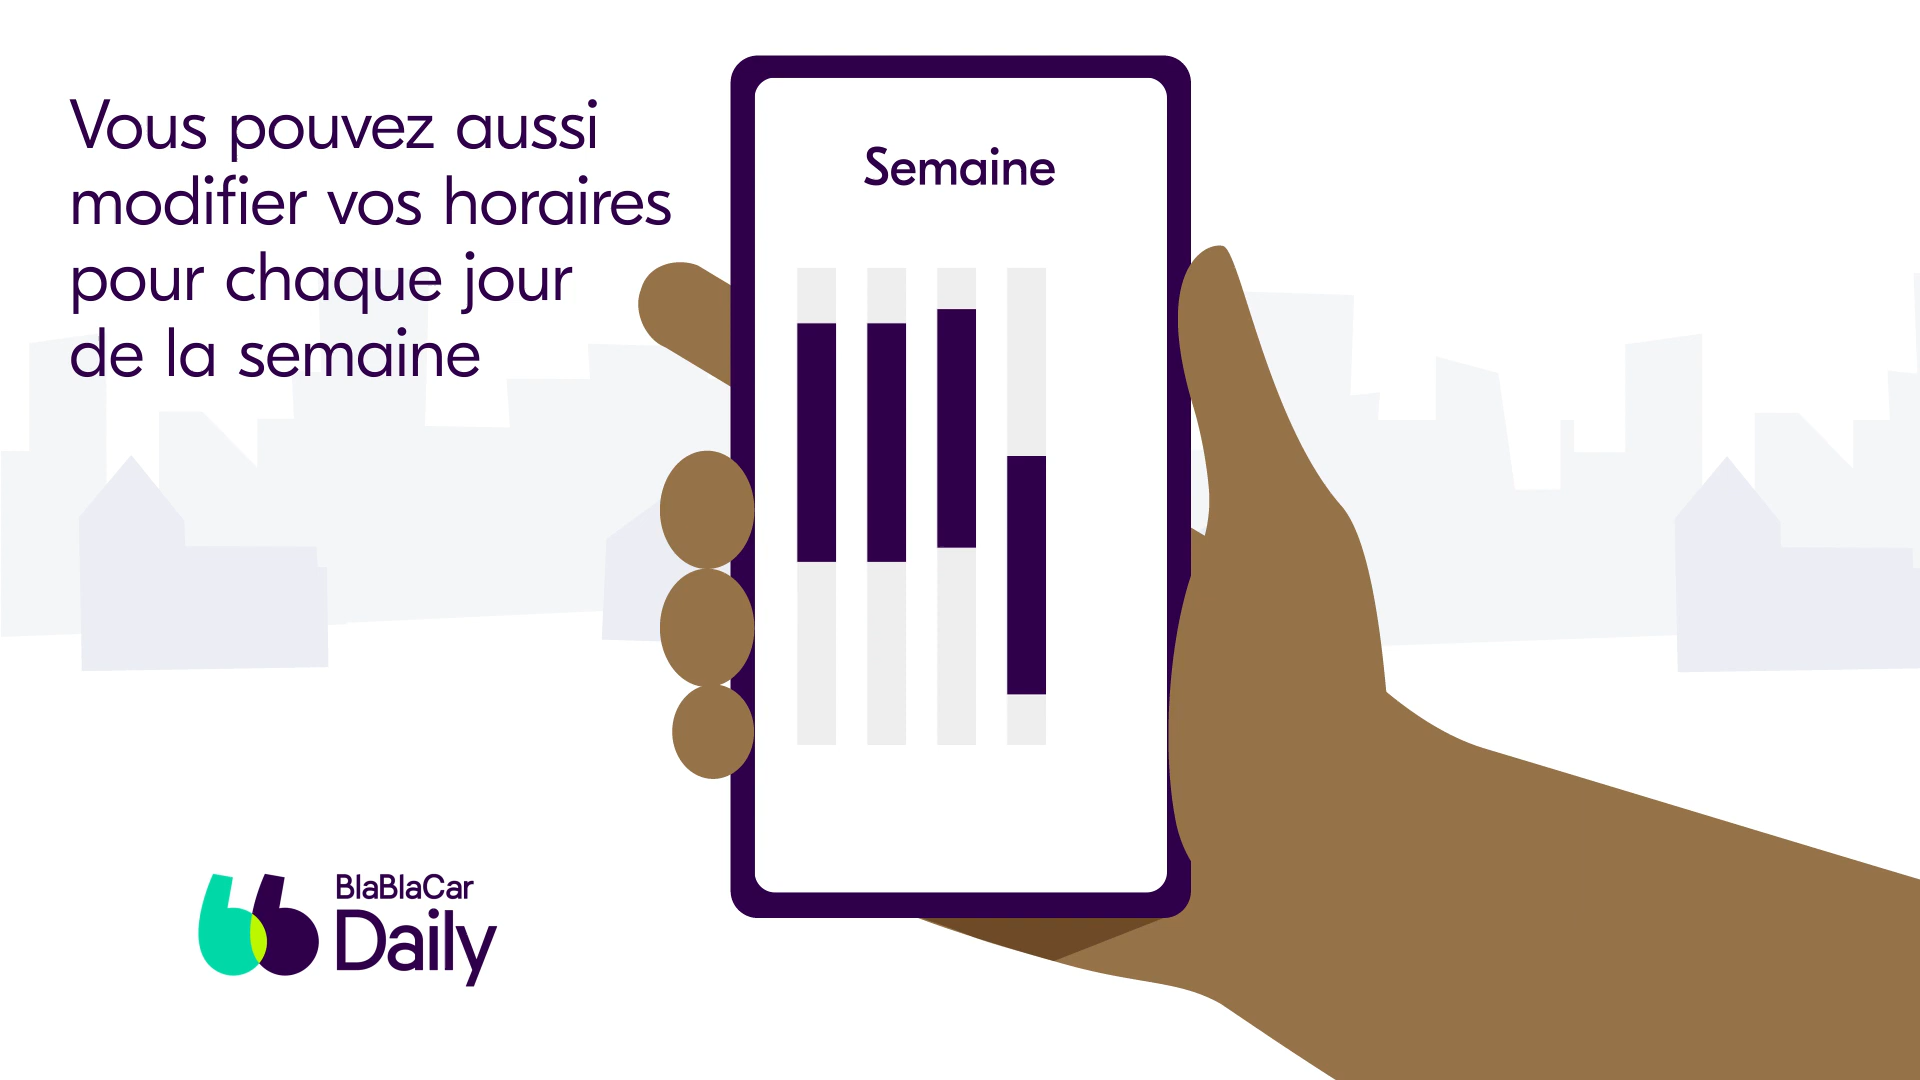 Vous pouvez aussi
modifier vos horaires
pour chaque jour
de la semaine
Semaine
BlaBlaCar
Daily